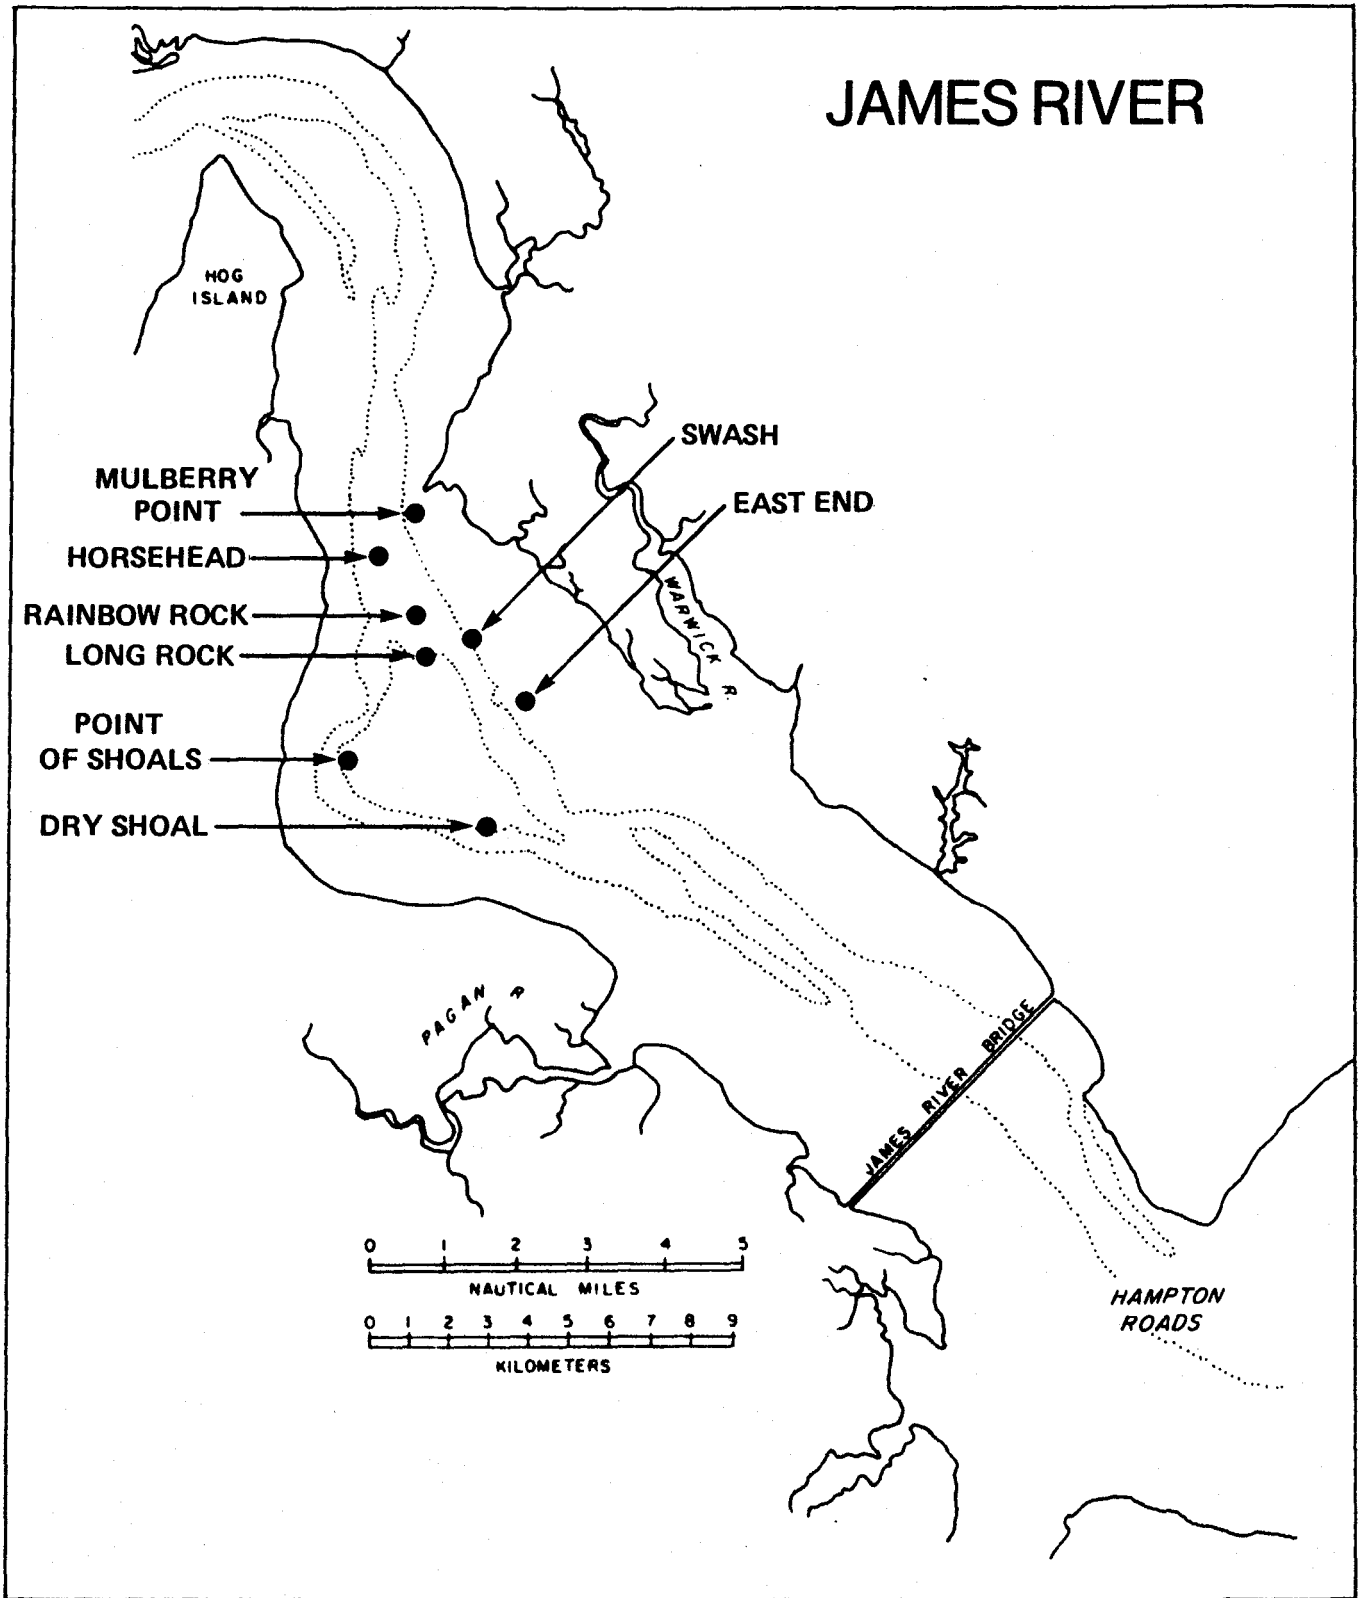 JAMES RIVER
HOG
ISLAND
SWASH
MULBERRY
POINT
EAST END
HORSEHEAD
RAINBOW ROCK
WARWICK R.
LONG ROCK
POINT
OF SHOALS
DRY SHOAL
PAGAN R
JAMES RIVER BRIDGE
0 1 2 3 4 5
NAUTICAL MILES
HAMPTON
ROADS
0 1 2 3 4 5 6 7 8 9
KILOMETERS